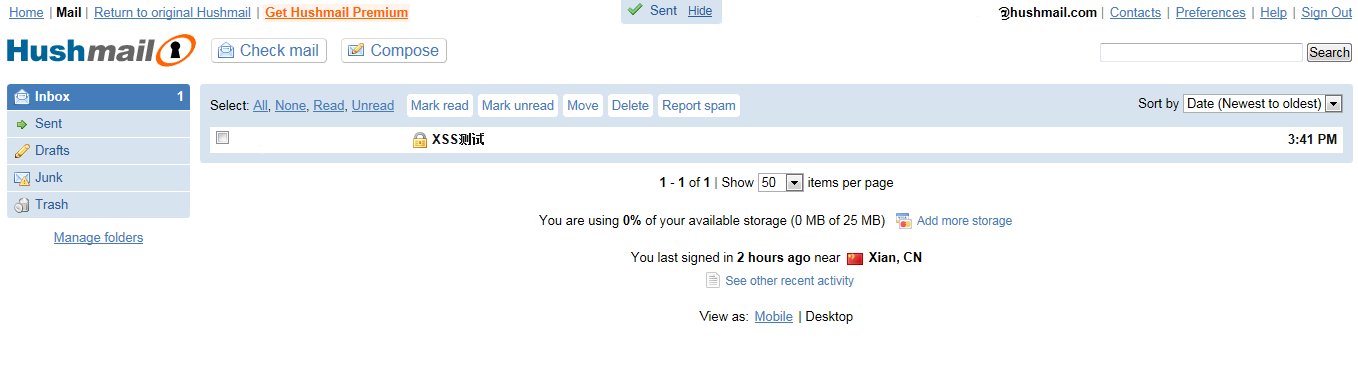 Home | Mail | Return to original Hushmail | Get Hushmail Premium
Sent Hide
@hushmail.com | Contacts | Preferences | Help | Sign Out
Hushmail
Check mail
Compose
Search
Inbox 1
Sent
Drafts
Junk
Trash
Manage folders
Select: All, None, Read, Unread Mark read Mark unread Move Delete Report spam
Sort by Date (Newest to oldest)
XSS测试 3:41 PM
1 - 1 of 1 | Show 50 items per page
You are using 0% of your available storage (0 MB of 25 MB) Add more storage
You last signed in 2 hours ago near Xian, CN
See other recent activity
View as: Mobile | Desktop